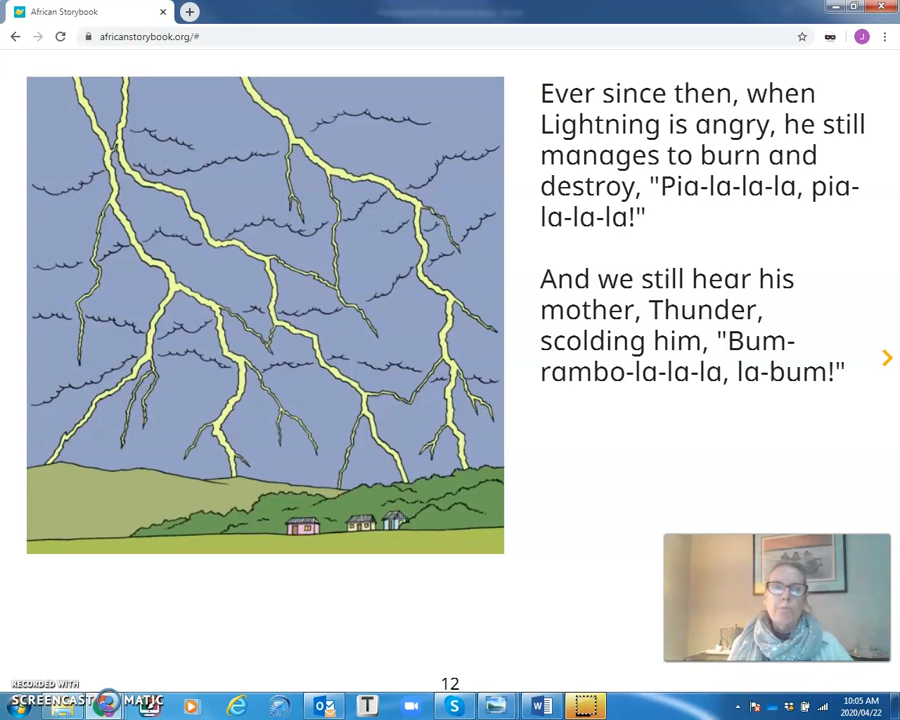 African Storybook
africanstorybook.org/#
J
Ever since then, when
Lightning is angry, he still
manages to burn and
destroy, "Pia-la-la-la, pia-
la-la-la!"
And we still hear his
mother, Thunder,
scolding him, "Bum-
rambo-la-la-la, la-bum!"
12
RECORDED WITH
SCREENCAST MATIC
10:05 AM
2020/04/22